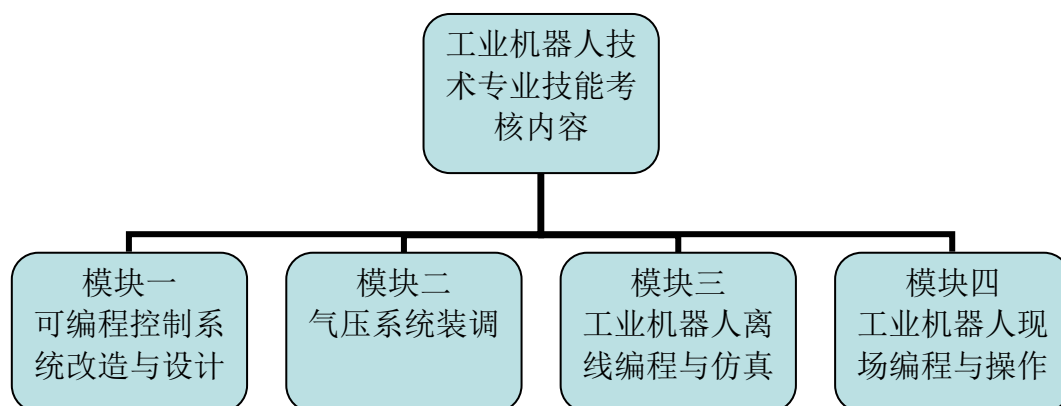 工业机器人技
术专业技能考
核内容
模块一
可编程控制系
统改造与设计
模块二
气压系统装调
模块三
工业机器人离
线编程与仿真
模块四
工业机器人现
场编程与操作